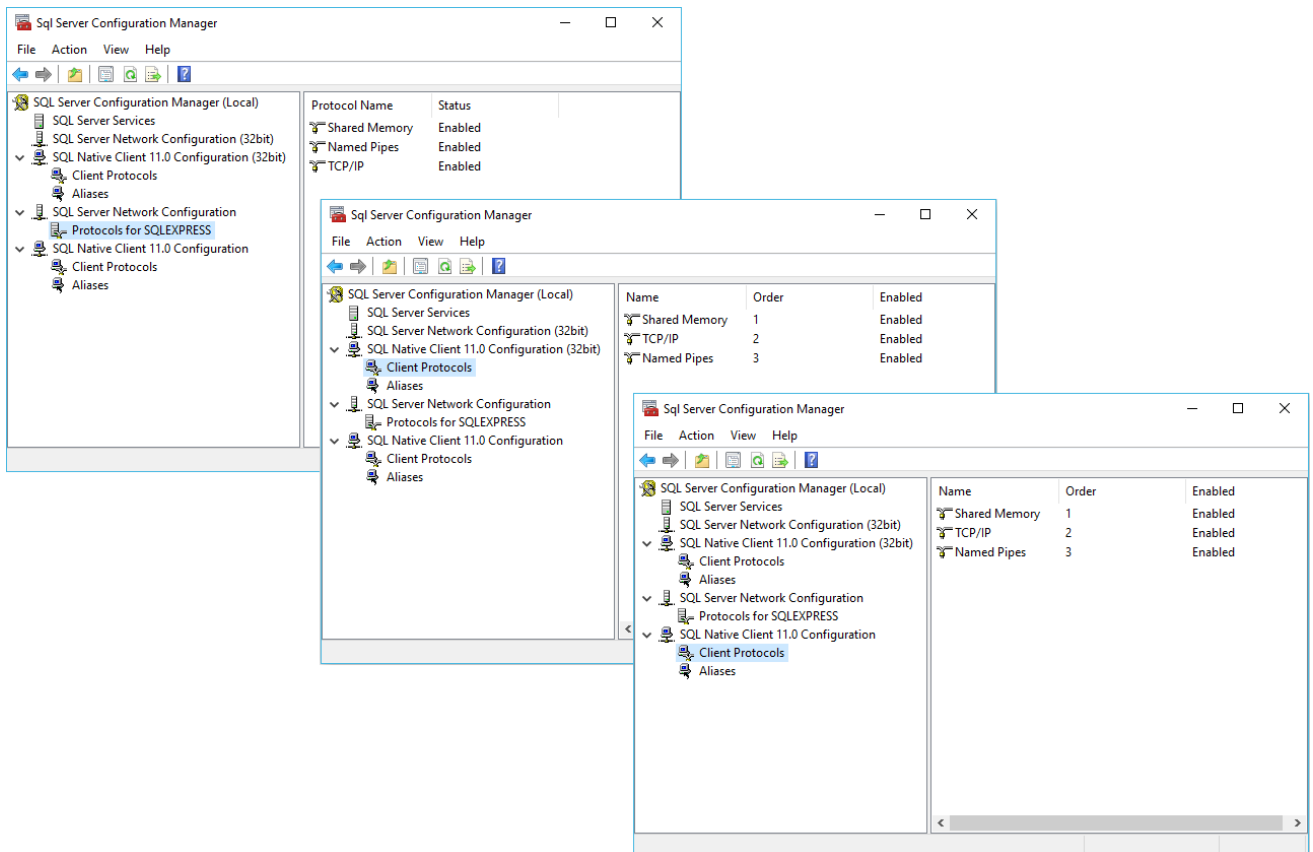 Sql Server Configuration Manager
File Action View Help
SQL Server Configuration Manager (Local)
SQL Server Services
SQL Server Network Configuration (32bit)
SQL Native Client 11.0 Configuration (32bit)
Client Protocols
Aliases
SQL Server Network Configuration
Protocols for SQLEXPRESS
SQL Native Client 11.0 Configuration
Client Protocols
Aliases
Protocol Name Status
Shared Memory Enabled
Named Pipes Enabled
TCP/IP Enabled
Sql Server Configuration Manager
File Action View Help
SQL Server Configuration Manager (Local)
SQL Server Services
SQL Server Network Configuration (32bit)
SQL Native Client 11.0 Configuration (32bit)
Client Protocols
Aliases
SQL Server Network Configuration
Protocols for SQLEXPRESS
SQL Native Client 11.0 Configuration
Client Protocols
Aliases
Name Order Enabled
Shared Memory 1 Enabled
TCP/IP 2 Enabled
Named Pipes 3 Enabled
Sql Server Configuration Manager
File Action View Help
SQL Server Configuration Manager (Local)
SQL Server Services
SQL Server Network Configuration (32bit)
SQL Native Client 11.0 Configuration (32bit)
Client Protocols
Aliases
SQL Server Network Configuration
Protocols for SQLEXPRESS
SQL Native Client 11.0 Configuration
Client Protocols
Aliases
Name Order Enabled
Shared Memory 1 Enabled
TCP/IP 2 Enabled
Named Pipes 3 Enabled